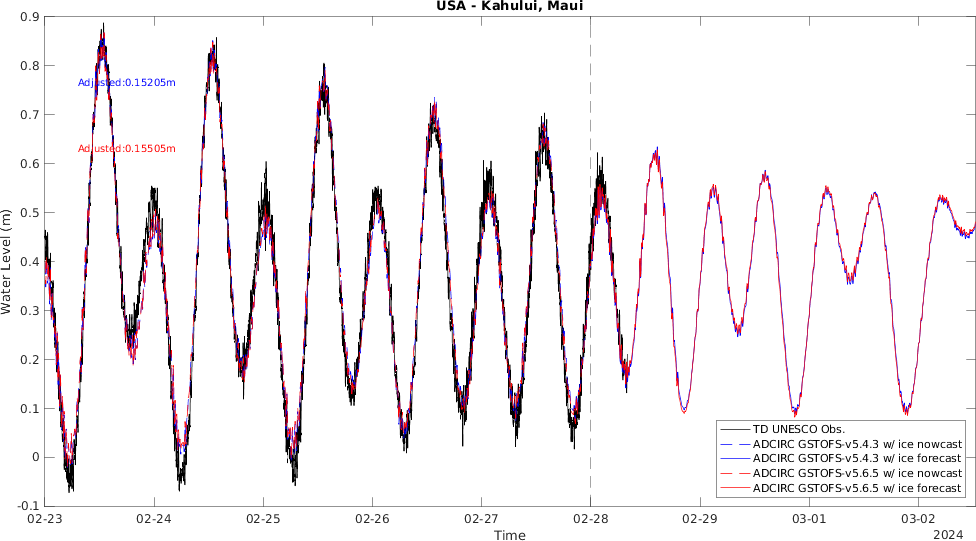 USA - Kahului, Maui
0.9
0.8
0.7
0.6
0.5
0.4
0.3
0.2
0.1
0
-0.1
Water Level (m)
Adjusted:0.15205m
Adjusted:0.15505m
TD UNESCO Obs.
ADCIRC GSTOFS-v5.4.3 w/ ice nowcast
ADCIRC GSTOFS-v5.4.3 w/ ice forecast
ADCIRC GSTOFS-v5.6.5 w/ ice nowcast
ADCIRC GSTOFS-v5.6.5 w/ ice forecast
02-23 02-24 02-25 02-26 02-27 02-28 02-29 03-01 03-02
Time
2024